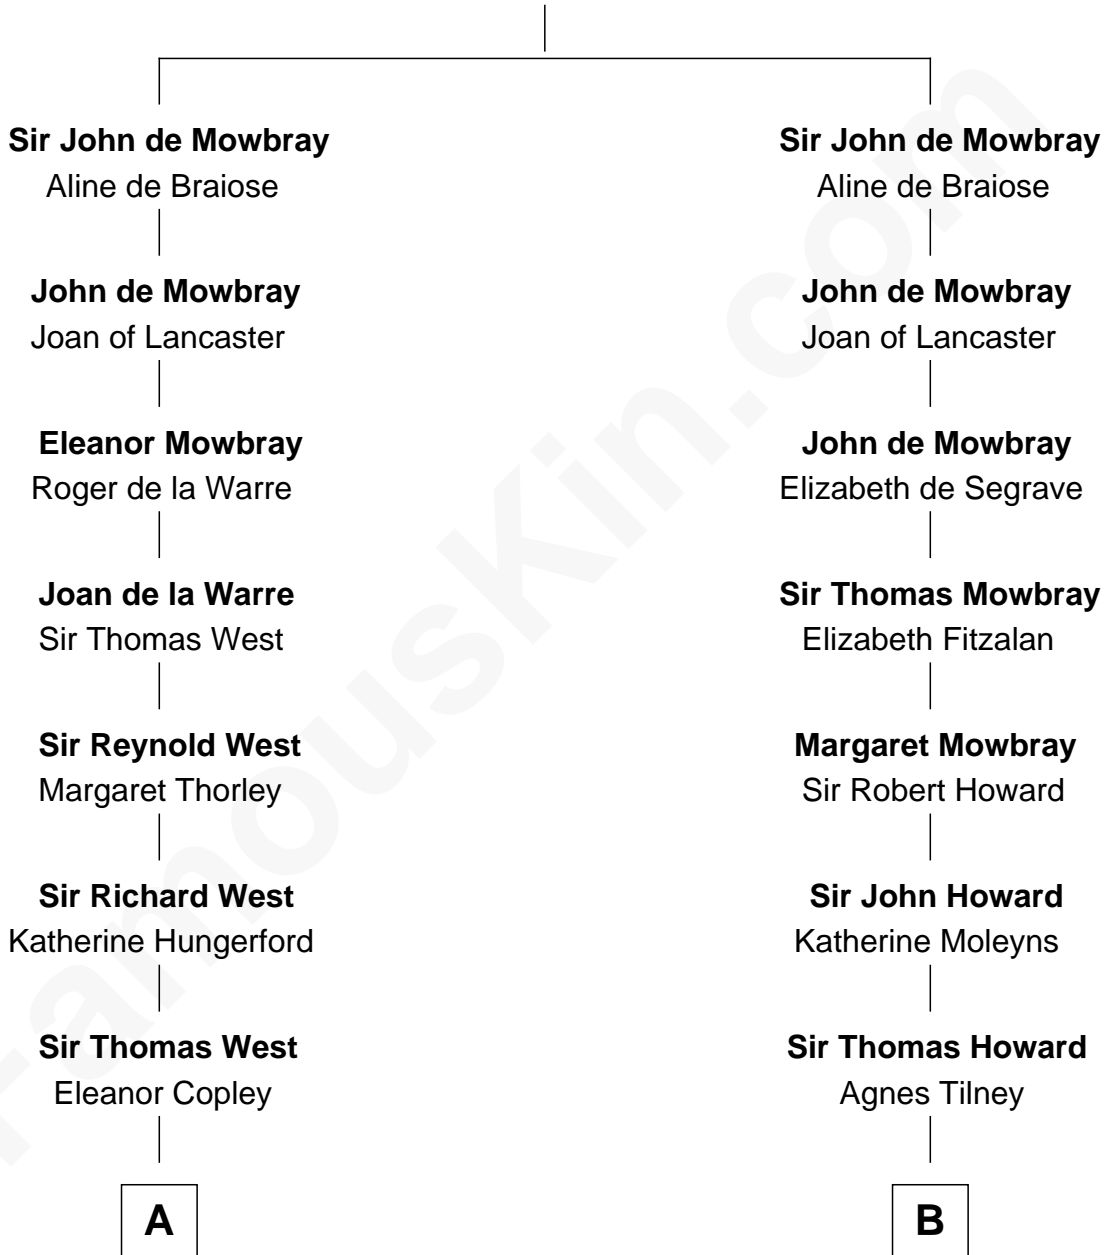 Sir John de Mowbray
Aline de Braiose
John de Mowbray
Joan of Lancaster
Eleanor Mowbray
Roger de la Warre
Joan de la Warre
Sir Thomas West
Sir Reynold West
Margaret Thorley
Sir Richard West
Katherine Hungerford
Sir Thomas West
Eleanor Copley
A
Sir John de Mowbray
Aline de Braiose
John de Mowbray
Joan of Lancaster
John de Mowbray
Elizabeth de Segrave
Sir Thomas Mowbray
Elizabeth Fitzalan
Margaret Mowbray
Sir Robert Howard
Sir John Howard
Katherine Moleyns
Sir Thomas Howard
Agnes Tilney
B
FamousKin.com